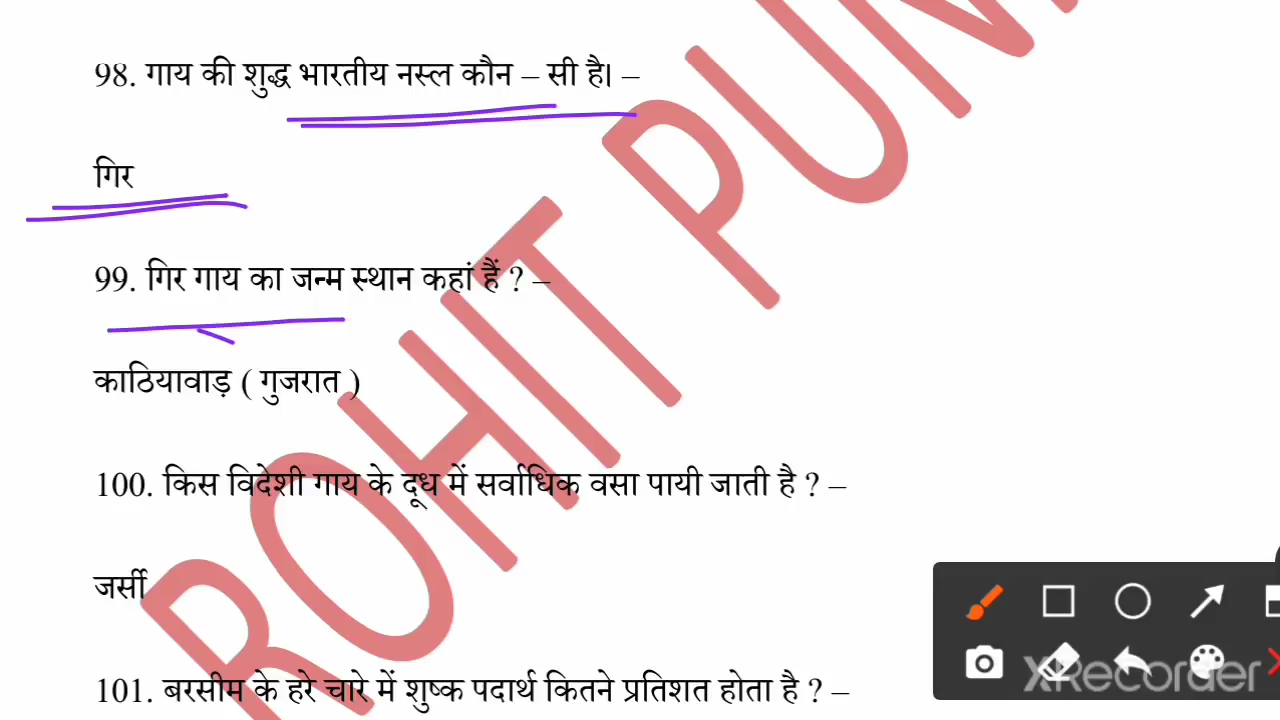 98. गाय की शुद्ध भारतीय नस्ल कौन – सी है। –
गिर
99. गिर गाय का जन्म स्थान कहां हैं ? –
काठियावाड़ ( गुजरात )
100. किस विदेशी गाय के दूध में सर्वाधिक वसा पायी जाती है ? –
जर्सी
101. बरसीम के हरे चारे में शुष्क पदार्थ कितने प्रतिशत होता है ? –
ROHIT PUN
XRecorder